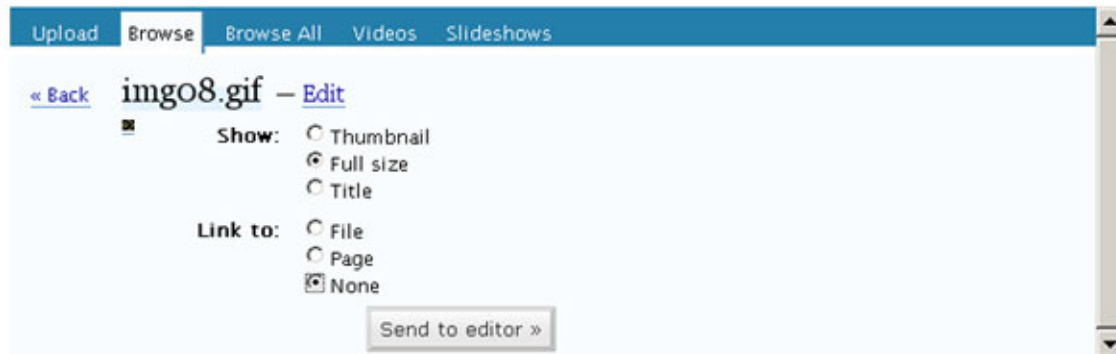 Upload Browse Browse All Videos Slideshows
« Back img08.gif – Edit
Show: Thumbnail
Full size
Title
Link to: File
Page
None
Send to editor »